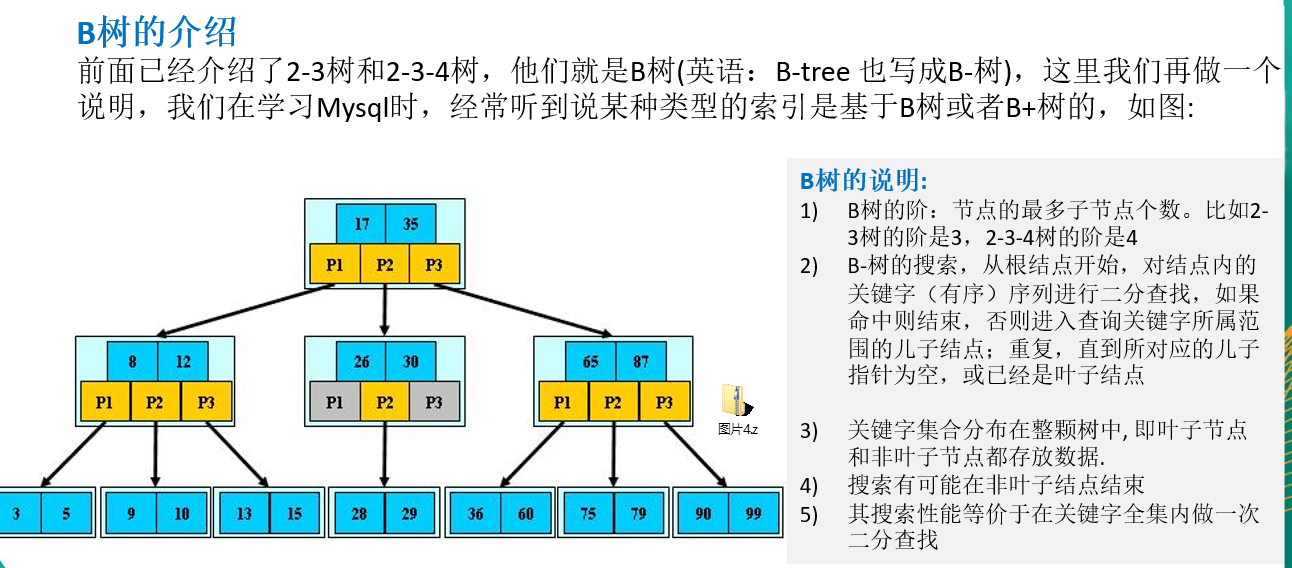 B树的介绍
前面已经介绍了2-3树和2-3-4树，他们就是B树(英语：B-tree 也写成B-树)，这里我们再做一个
说明，我们在学习Mysql时，经常听到说某种类型的索引是基于B树或者B+树的，如图:
17 35
P1 P2 P3
8 12
P1 P2 P3
26 30
P1 P2 P3
65 87
P1 P2 P3
3 5
9 10
13 15
28 29
36 60
75 79
90 99
图片4.z
B树的说明:
1) B树的阶：节点的最多子节点个数。比如2-
3树的阶是3，2-3-4树的阶是4
2) B-树的搜索，从根结点开始，对结点内的
关键字（有序）序列进行二分查找，如果
命中则结束，否则进入查询关键字所属范
围的儿子结点；重复，直到所对应的儿子
指针为空，或已经是叶子结点
3) 关键字集合分布在整颗树中, 即叶子节点
和非叶子节点都存放数据.
4) 搜索有可能在非叶子结点结束
5) 其搜索性能等价于在关键字全集内做一次
二分查找